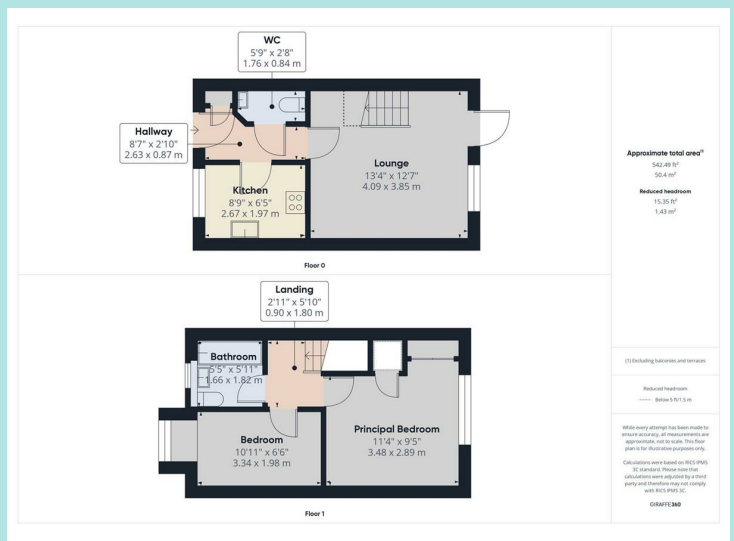 WC
5'9" x 2'8"
1.76 x 0.84 m
Hallway
8'7" x 2'10"
2.63 x 0.87 m
Lounge
13'4" x 12'7"
4.09 x 3.85 m
Kitchen
8'9" x 6'5"
2.67 x 1.97 m
Floor 0
Landing
2'11" x 5'10"
0.90 x 1.80 m
Bathroom
5'5" x 5'11"
1.66 x 1.82 m
Principal Bedroom
11'4" x 9'5"
3.48 x 2.89 m
Bedroom
10'11" x 6'6"
3.34 x 1.98 m
Floor 1
Approximate total area(1)
542.49 ft²
50.4 m²
Reduced headroom
15.35 ft²
1.43 m²
(1) Excluding balconies and terraces
Reduced headroom
Below 5 ft/1.5 m
While every attempt has been made to
ensure accuracy, all measurements are
approximate, not to scale. This floor
plan is for illustrative purposes only.
Calculations were based on RICS IPMS
3C standard. Please note that
calculations were adjusted by a third
party and therefore may not comply
with RICS IPMS 3C.
GIRAFFE360